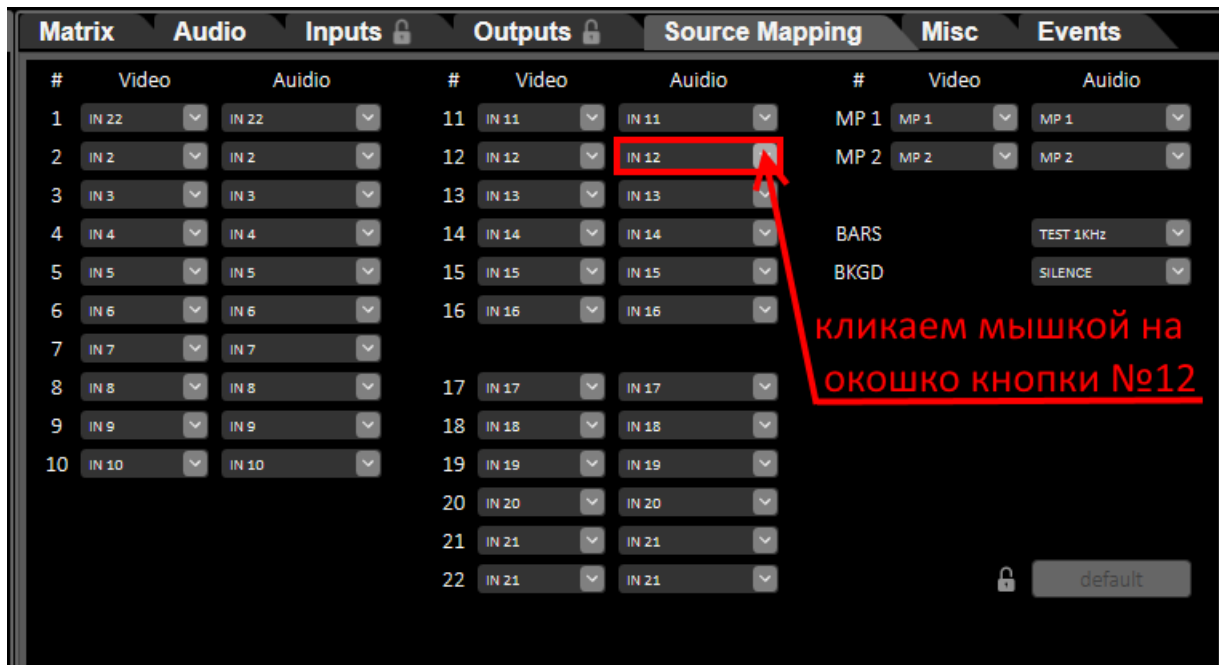 Matrix Audio Inputs Outputs Source Mapping Misc Events
# Video Auidio # Video Auidio # Video Auidio
1 IN 22 IN 22 11 IN 11 IN 11 MP 1 MP 1 MP 1
2 IN 2 IN 2 12 IN 12 IN 12 MP 2 MP 2 MP 2
3 IN 3 IN 3 13 IN 13 IN 13
4 IN 4 IN 4 14 IN 14 IN 14 BARS TEST 1KHz
5 IN 5 IN 5 15 IN 15 IN 15 BKGD SILENCE
6 IN 6 IN 6 16 IN 16 IN 16
кликаем мышкой на
7 IN 7 IN 7
окошко кнопки №12
8 IN 8 IN 8 17 IN 17 IN 17
9 IN 9 IN 9 18 IN 18 IN 18
10 IN 10 IN 10 19 IN 19 IN 19
20 IN 20 IN 20
21 IN 21 IN 21
22 IN 21 IN 21 default